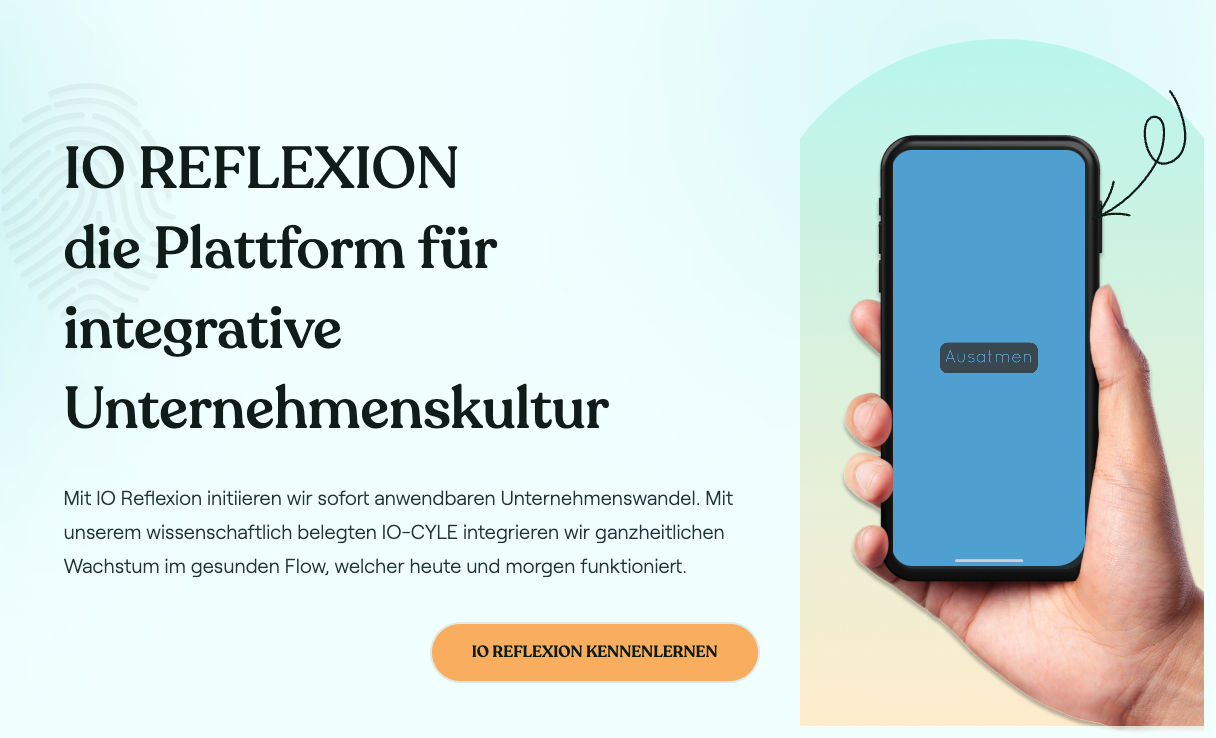 IO REFLEXION
die Plattform für
integrative
Unternehmenskultur
Mit IO Reflexion initiieren wir sofort anwendbaren Unternehmenswandel. Mit
unserem wissenschaftlich belegten IO-CYLE integrieren wir ganzheitlichen
Wachstum im gesunden Flow, welcher heute und morgen funktioniert.
IO REFLEXION KENNENLERNEN
Ausatmen